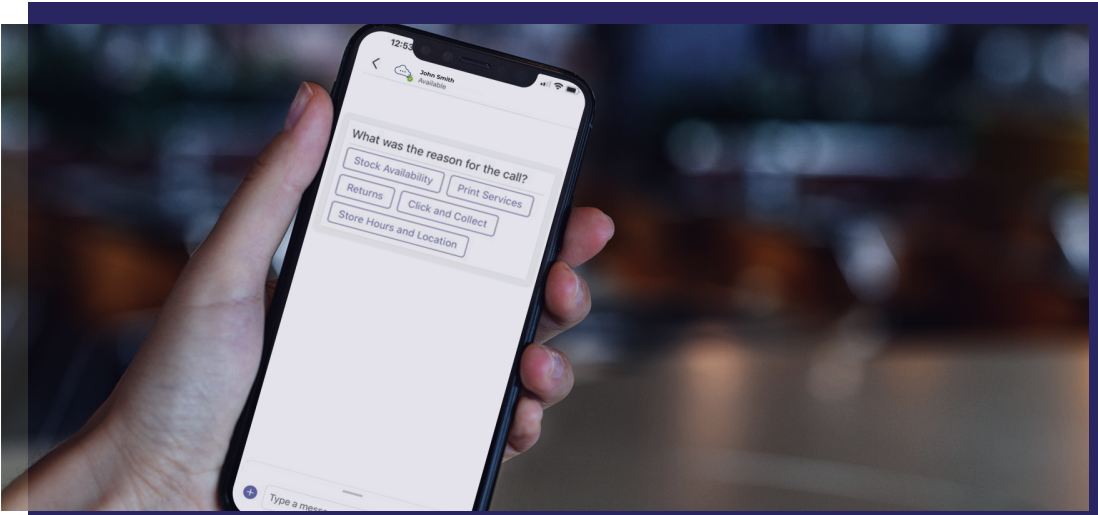 12:53
John Smith
Available
What was the reason for the call?
Stock Availability Print Services
Returns Click and Collect
Store Hours and Location
Type a mess